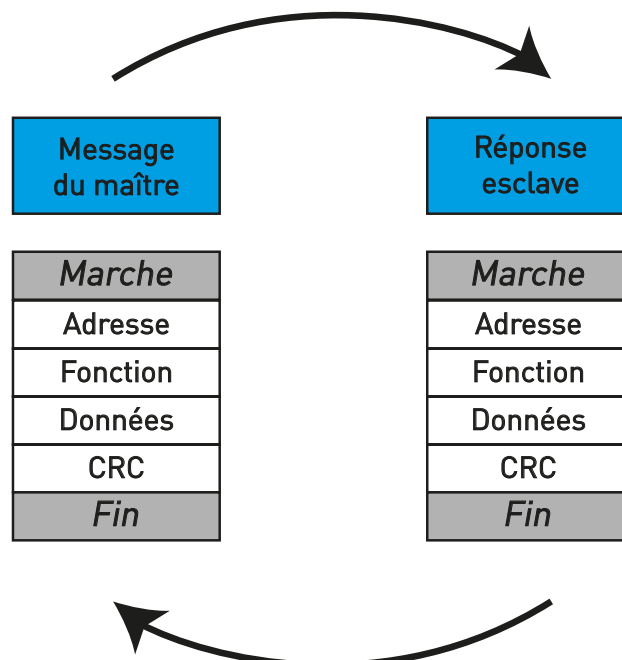 Message
du maître
Marche
Adresse
Fonction
Données
CRC
Fin
Réponse
esclave
Marche
Adresse
Fonction
Données
CRC
Fin